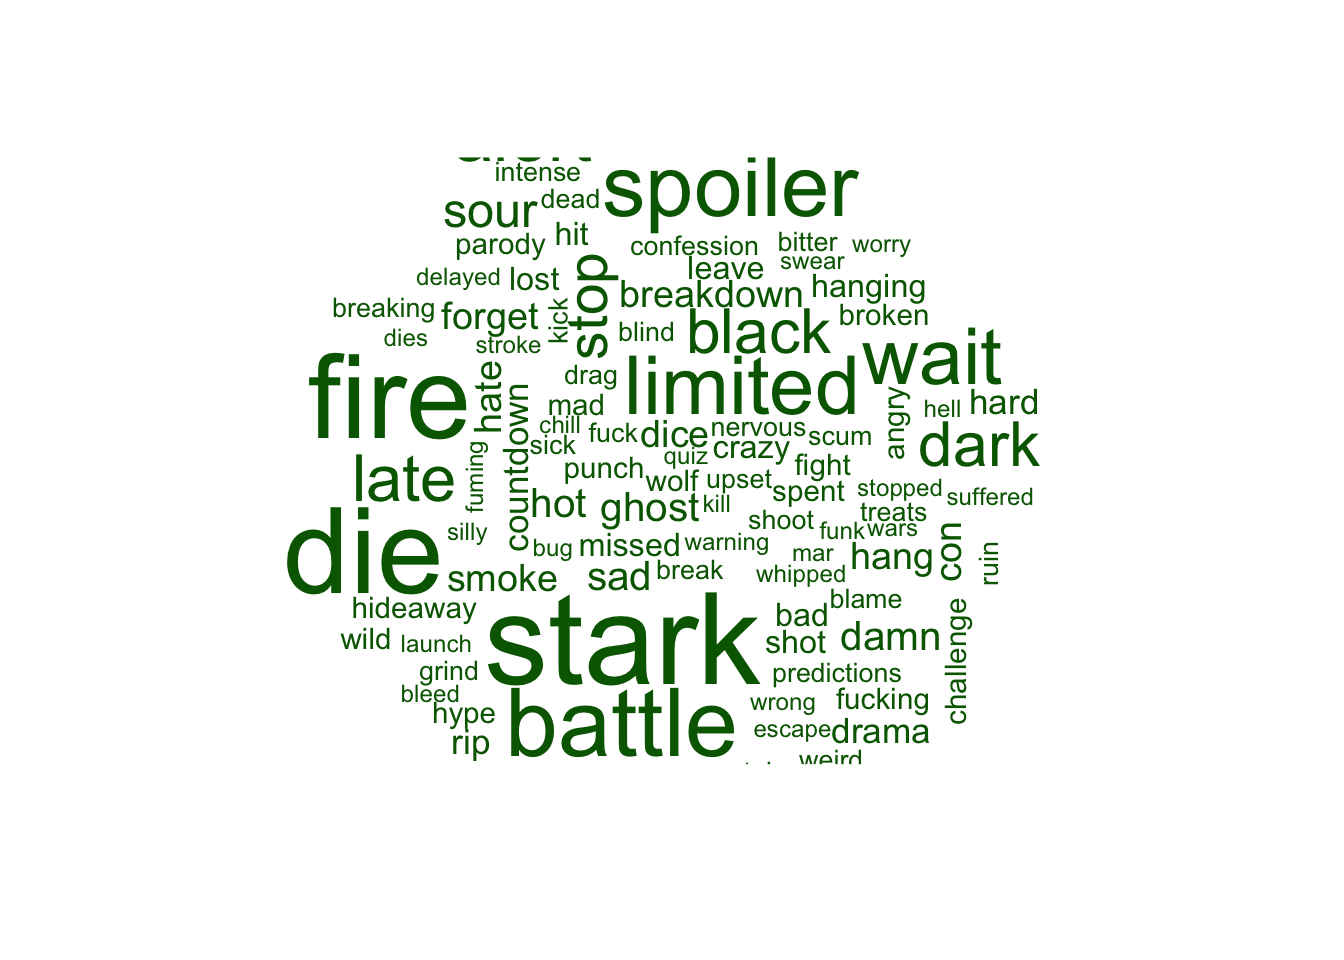 intense
spoiler
sour
dead
parody
hit
confession
bitter
worry
delayed
lost
stop
leave
swear
breaking
forget
kick
breakdown
hanging
dies
stroke
blind
black
broken
wait
fire
hate
drag
limited
mad
countdown
angry
hell
hard
chill
fuck
dice
nervous
scum
dark
sick
quiz
crazy
late
fuming
punch
wolf
upset
fight
spent
stopped
suffered
hot
ghost
kill
treats
die
silly
shoot
funk
wars
bug
missed
warning
mar
hang
con
ruin
smoke
sad
break
whipped
hideaway
stark
bad
blame
wild
launch
shot
damn
challenge
grind
predictions
bleed
battle
wrong
fucking
hype
rip
escape
drama
weird